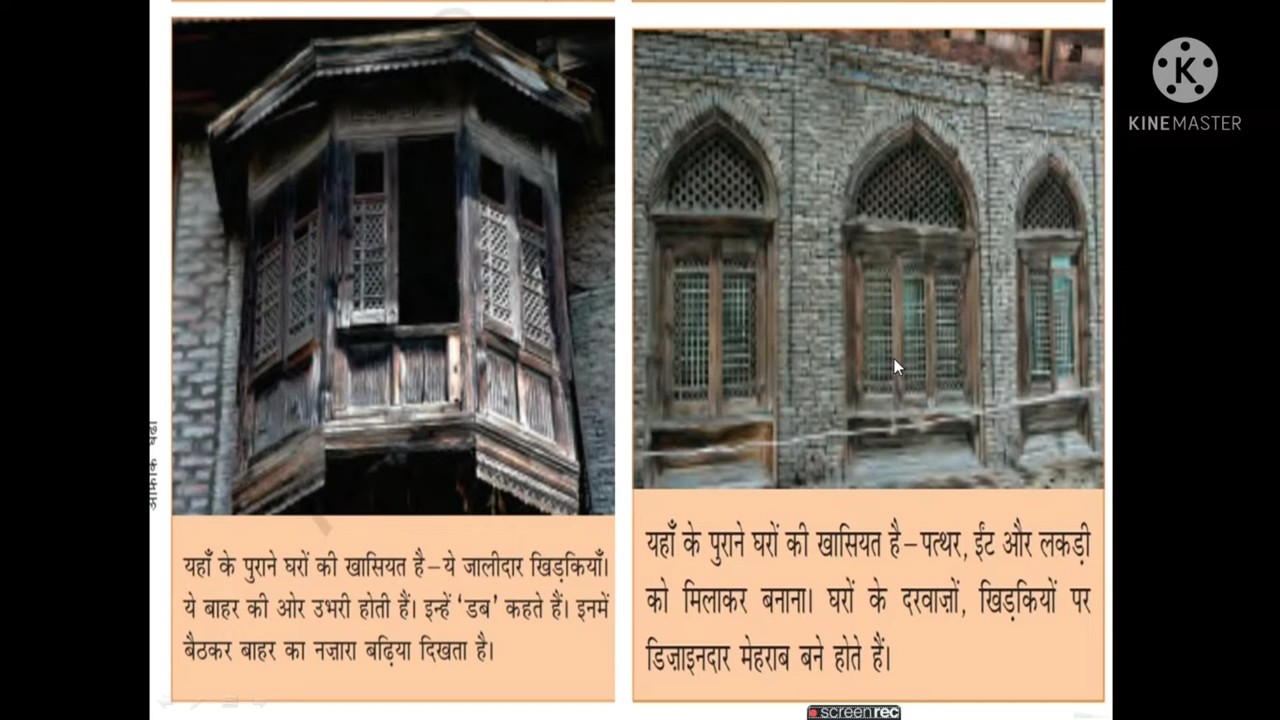 यहाँ के पुराने घरों की खासियत है–ये जालीदार खिड़कियाँ।
ये बाहर की ओर उभरी होती हैं। इन्हें ‘डब’ कहते हैं। इनमें
बैठकर बाहर का नज़ारा बढ़िया दिखता है।
यहाँ के पुराने घरों की खासियत है–पत्थर, ईंट और लकड़ी
को मिलाकर बनाना। घरों के दरवाज़ों, खिड़कियों पर
डिज़ाइनदार मेहराब बने होते हैं।
KINEMASTER
screenrec